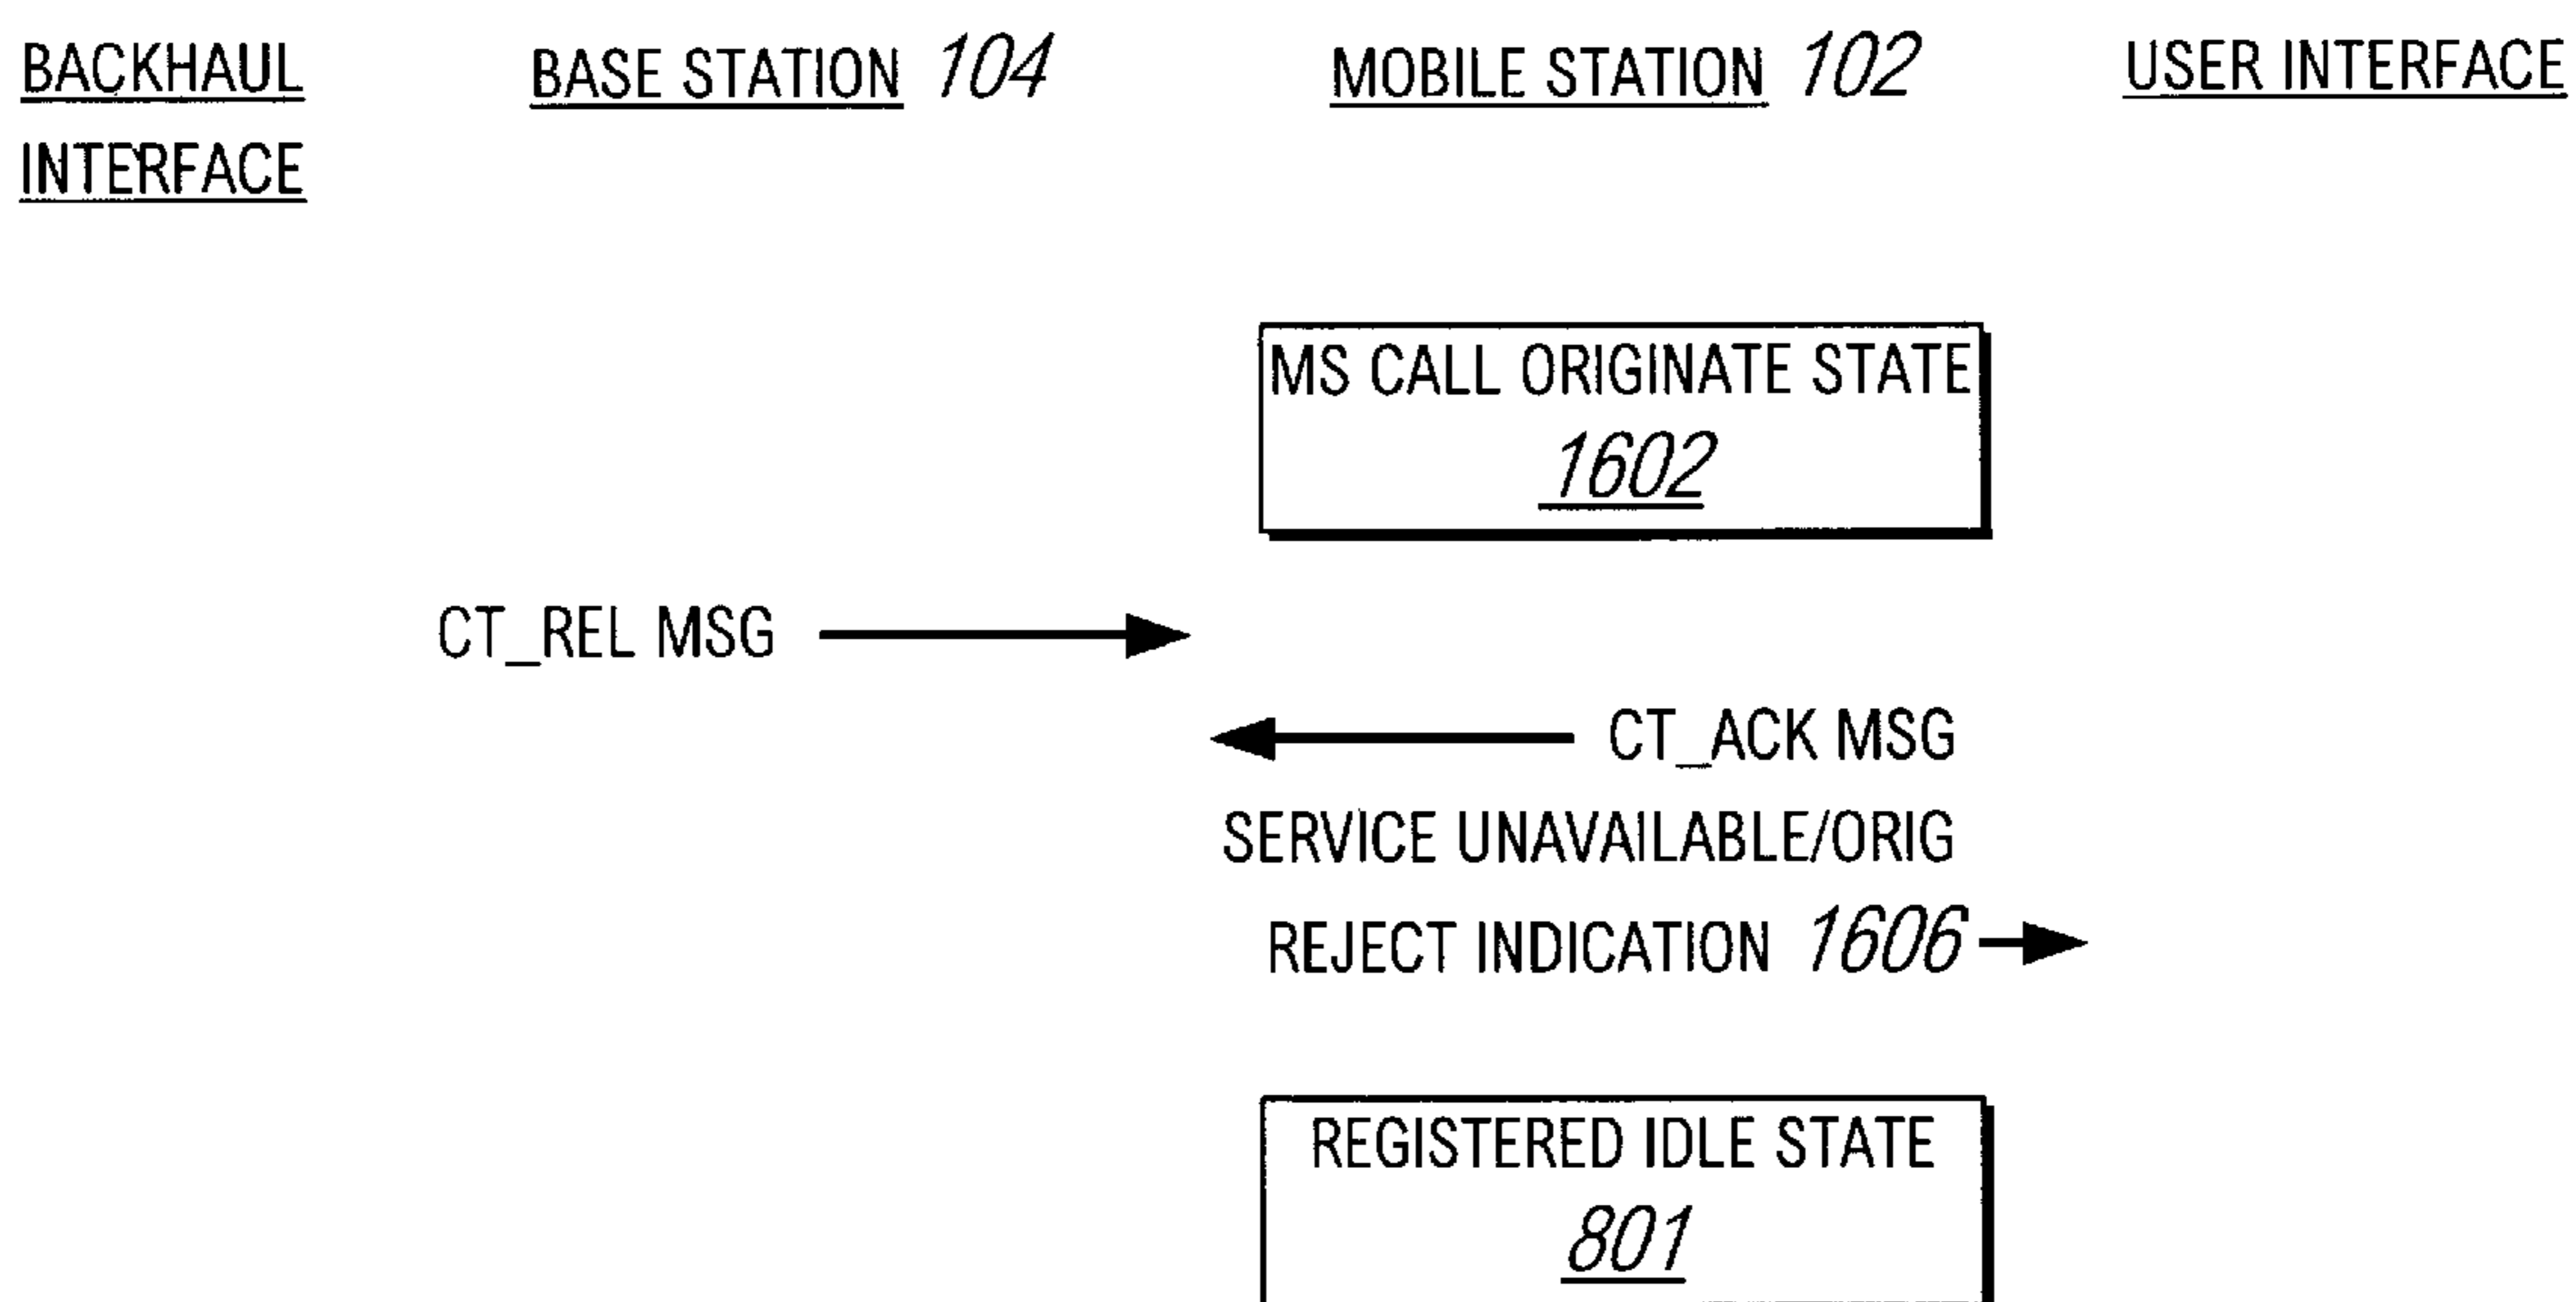 BACKHAUL
INTERFACE
BASE STATION 104
MOBILE STATION 102
USER INTERFACE
MS CALL ORIGINATE STATE
1602
CT_REL MSG
CT_ACK MSG
SERVICE UNAVAILABLE/ORIG
REJECT INDICATION 1606
REGISTERED IDLE STATE
801